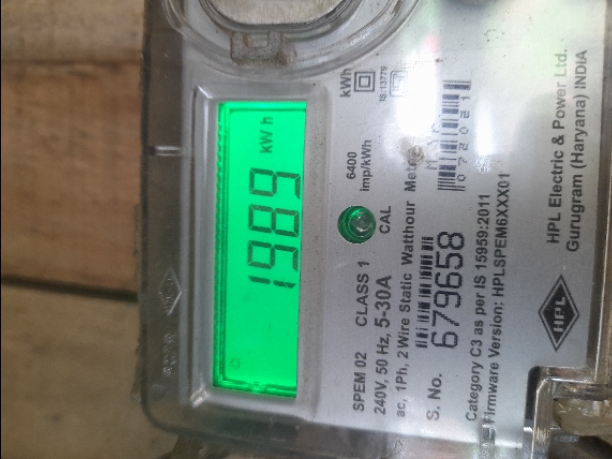 1989 kWh
kWh
IS:13779
6400
imp/kWh
CAL
SPEM 02 CLASS 1
240V, 50 Hz, 5-30A
ac, 1Ph, 2 Wire Static Watthour Meter
S. No. 679658
M. Yr.
072021
Category C3 as per IS 15959:2011
Firmware Version: HPLSPEM6XXX01
HPL
HPL Electric & Power Ltd.
Gurugram (Haryana) INDIA